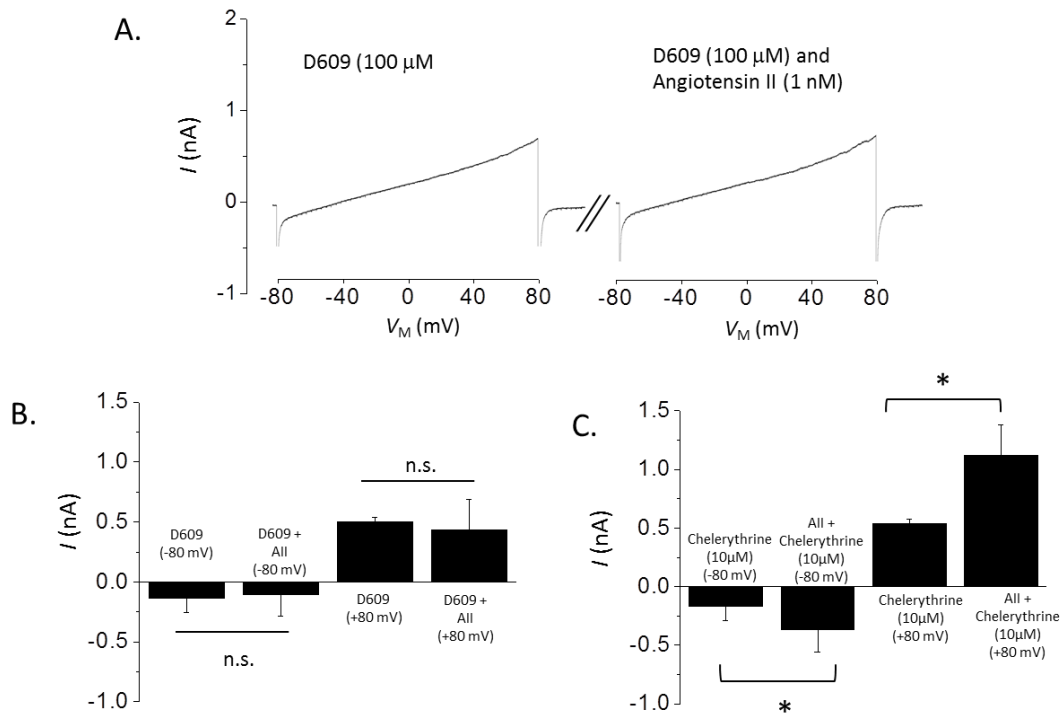 A.
2
1
0
-1
I (nA)
D609 (100 µM
D609 (100 µM) and
Angiotensin II (1 nM)
-80 -40 0 40 80
VM (mV)
-80 -40 0 40 80
VM (mV)
B.
1.5
1.0
0.5
0.0
-0.5
-1.0
I (nA)
D609
(-80 mV)
D609 +
AII
(-80 mV)
n.s.
D609
(+80 mV)
D609 +
AII
(+80 mV)
n.s.
C.
1.5
1.0
0.5
0.0
-0.5
-1.0
I (nA)
*
Chelerythrine
(10µM)
(-80 mV)
AII +
Chelerythrine
(10µM)
(-80 mV)
Chelerythrine
(10µM)
(+80 mV)
AII +
Chelerythrine
(10µM)
(+80 mV)
*